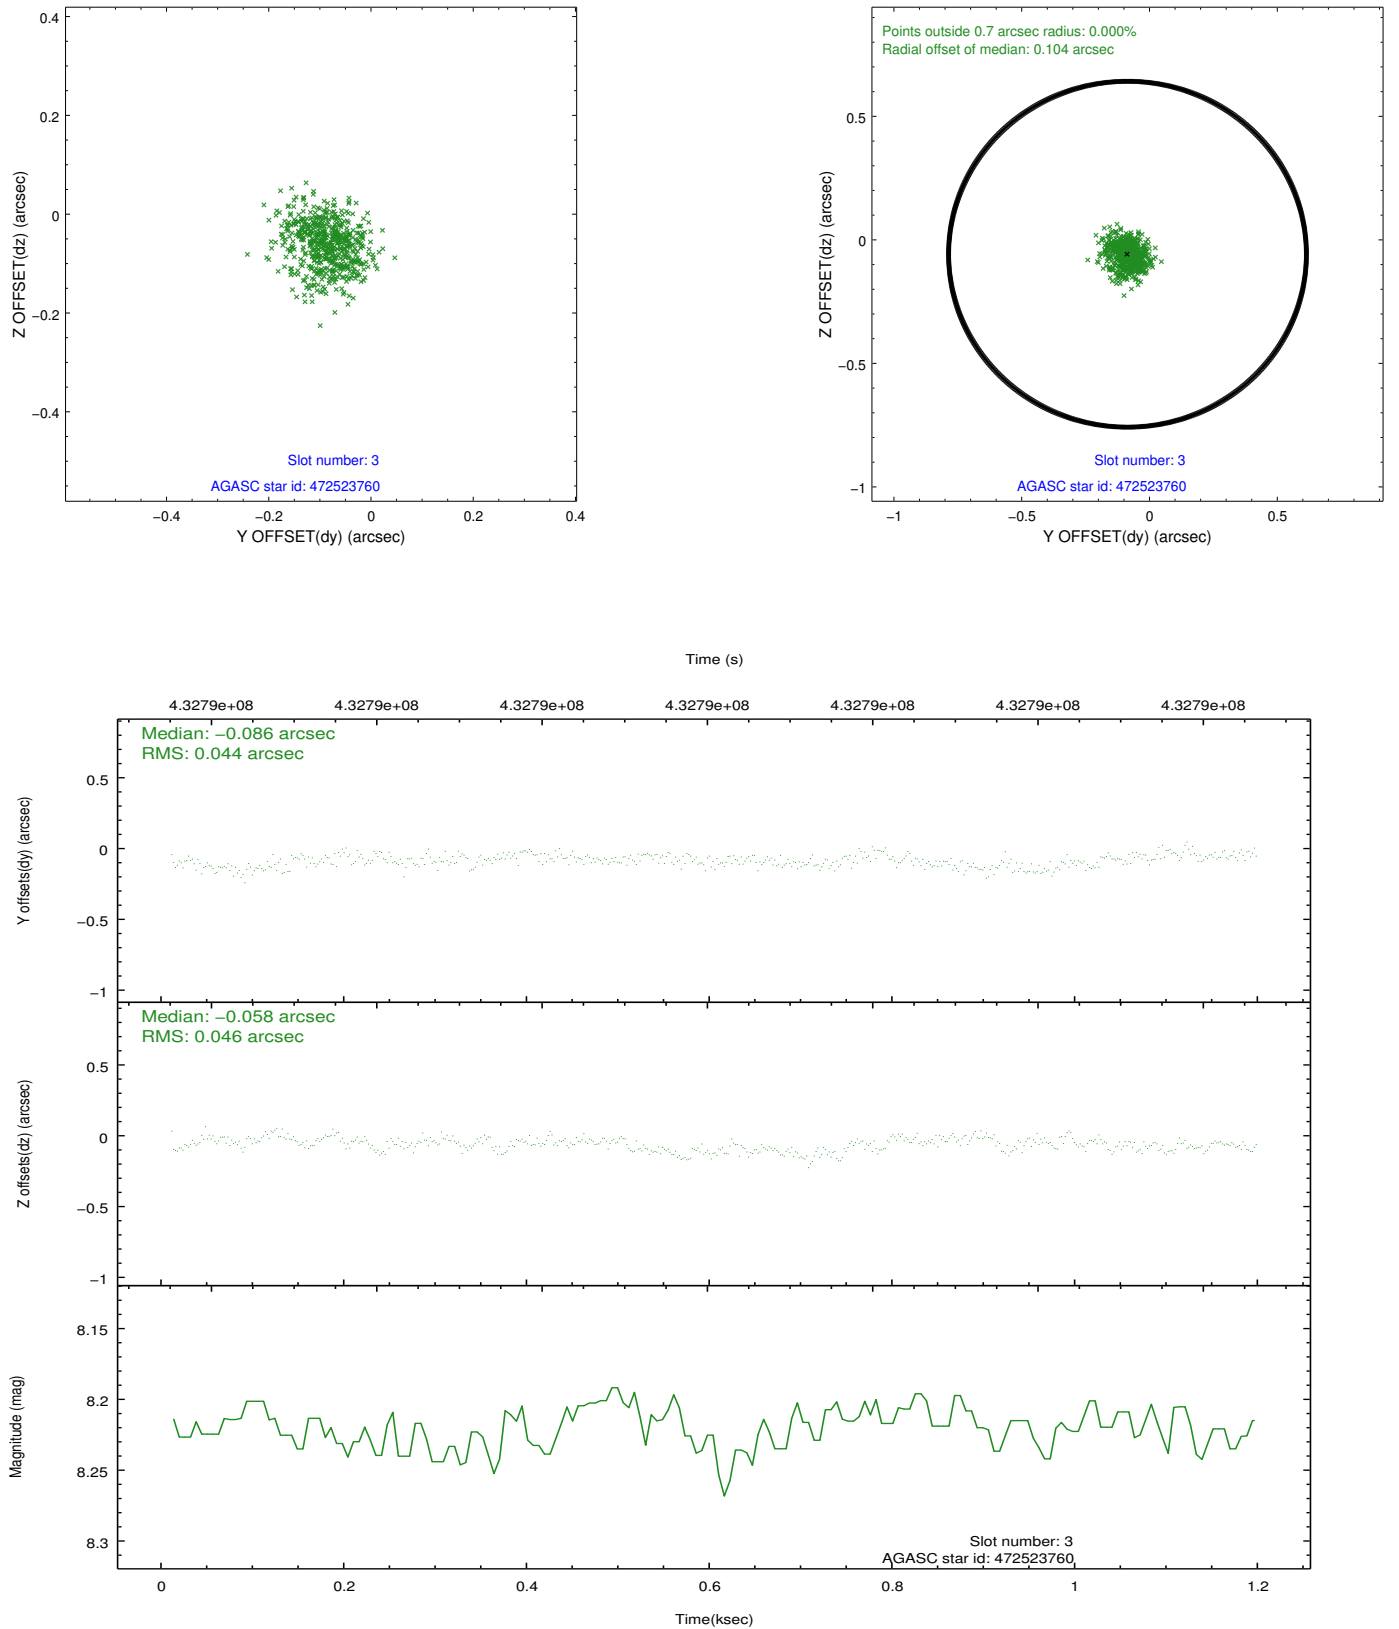 0.4
0.2
0
−0.2
−0.4
Z OFFSET(dz) (arcsec)
Slot number: 3
AGASC star id: 472523760
−0.4
−0.2
0
0.2
0.4
Y OFFSET(dy) (arcsec)
Points outside 0.7 arcsec radius: 0.000%
Radial offset of median: 0.104 arcsec
0.5
0
−0.5
−1
Z OFFSET(dz) (arcsec)
Slot number: 3
AGASC star id: 472523760
−1
−0.5
0
0.5
Y OFFSET(dy) (arcsec)
Time (s)
4.3279e+08 4.3279e+08 4.3279e+08 4.3279e+08 4.3279e+08 4.3279e+08 4.3279e+08
Median: −0.086 arcsec
RMS: 0.044 arcsec
0.5
0
−0.5
−1
Y offsets(dy) (arcsec)
Median: −0.058 arcsec
RMS: 0.046 arcsec
0.5
0
−0.5
−1
Z offsets(dz) (arcsec)
8.15
8.2
8.25
8.3
Magnitude (mag)
Slot number: 3
AGASC star id: 472523760
0 0.2 0.4 0.6 0.8 1 1.2
Time(ksec)